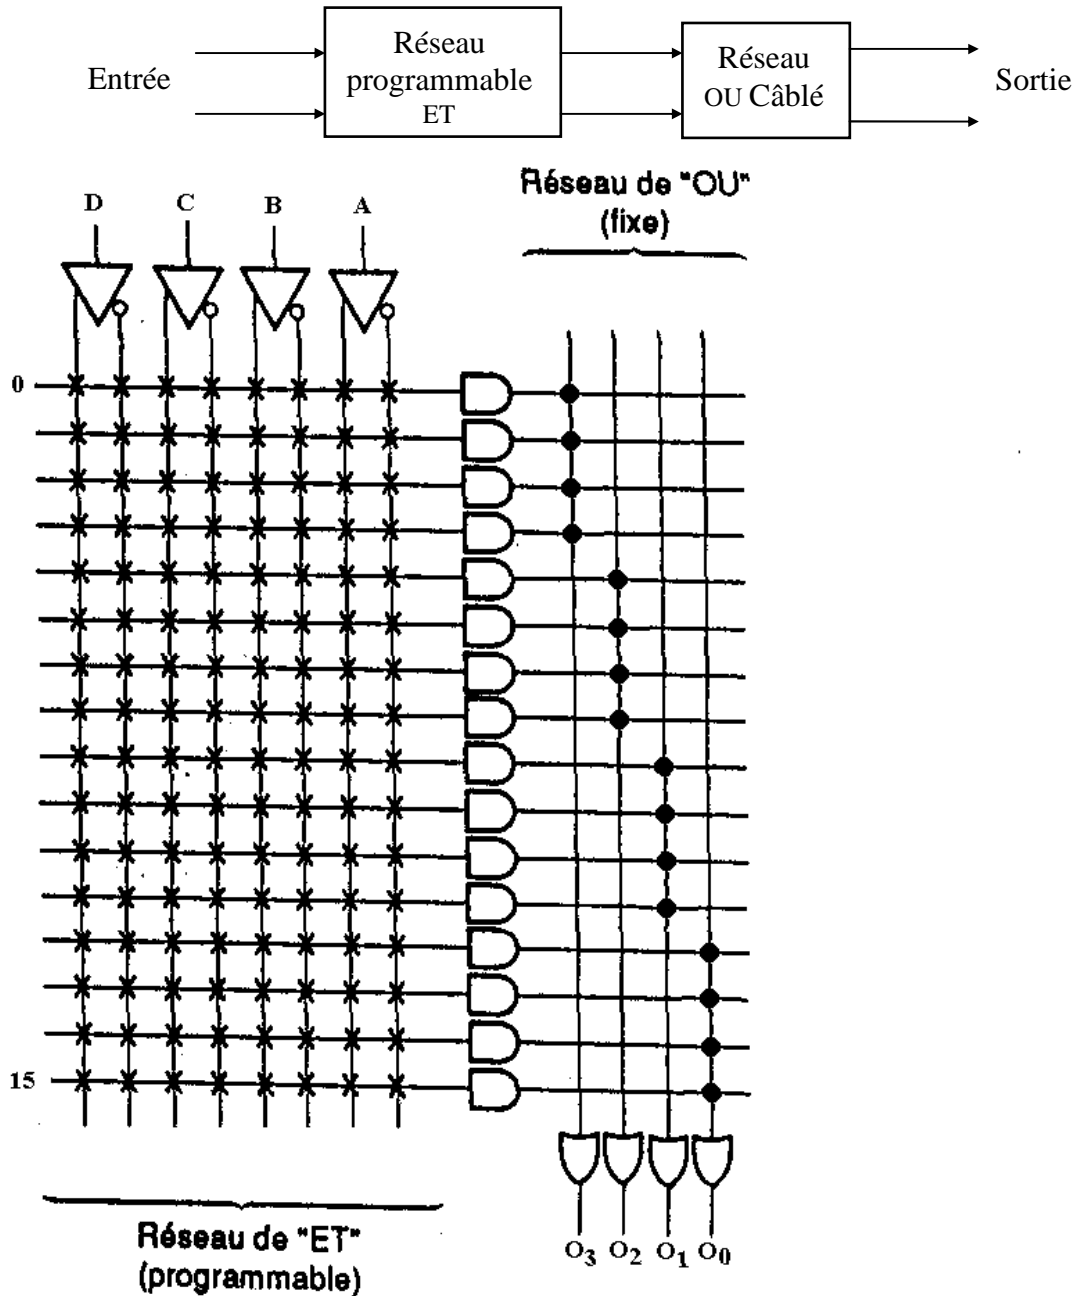 Entrée
Réseau
programmable
ET
Réseau
OU Câblé
Sortie
Réseau de "OU"
(fixe)
D C B A
0
15
O3 O2 O1 O0
Réseau de "ET"
(programmable)